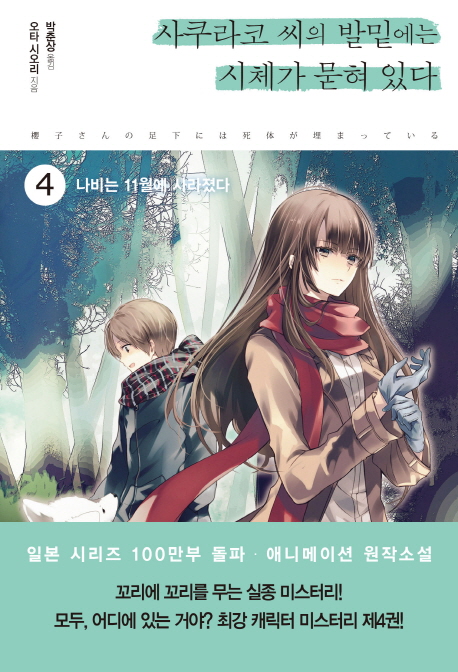 사쿠라코 씨의 발밑에는
시체가 묻혀 있다
오타 시오리 지음
박춘상 옮김
櫻子さんの足下には死体が埋まっている
4 나비는 11월에 사라졌다
일본 시리즈 100만부 돌파 · 애니메이션 원작소설
꼬리에 꼬리를 무는 실종 미스터리!
모두, 어디에 있는 거야? 최강 캐릭터 미스터리 제4권!